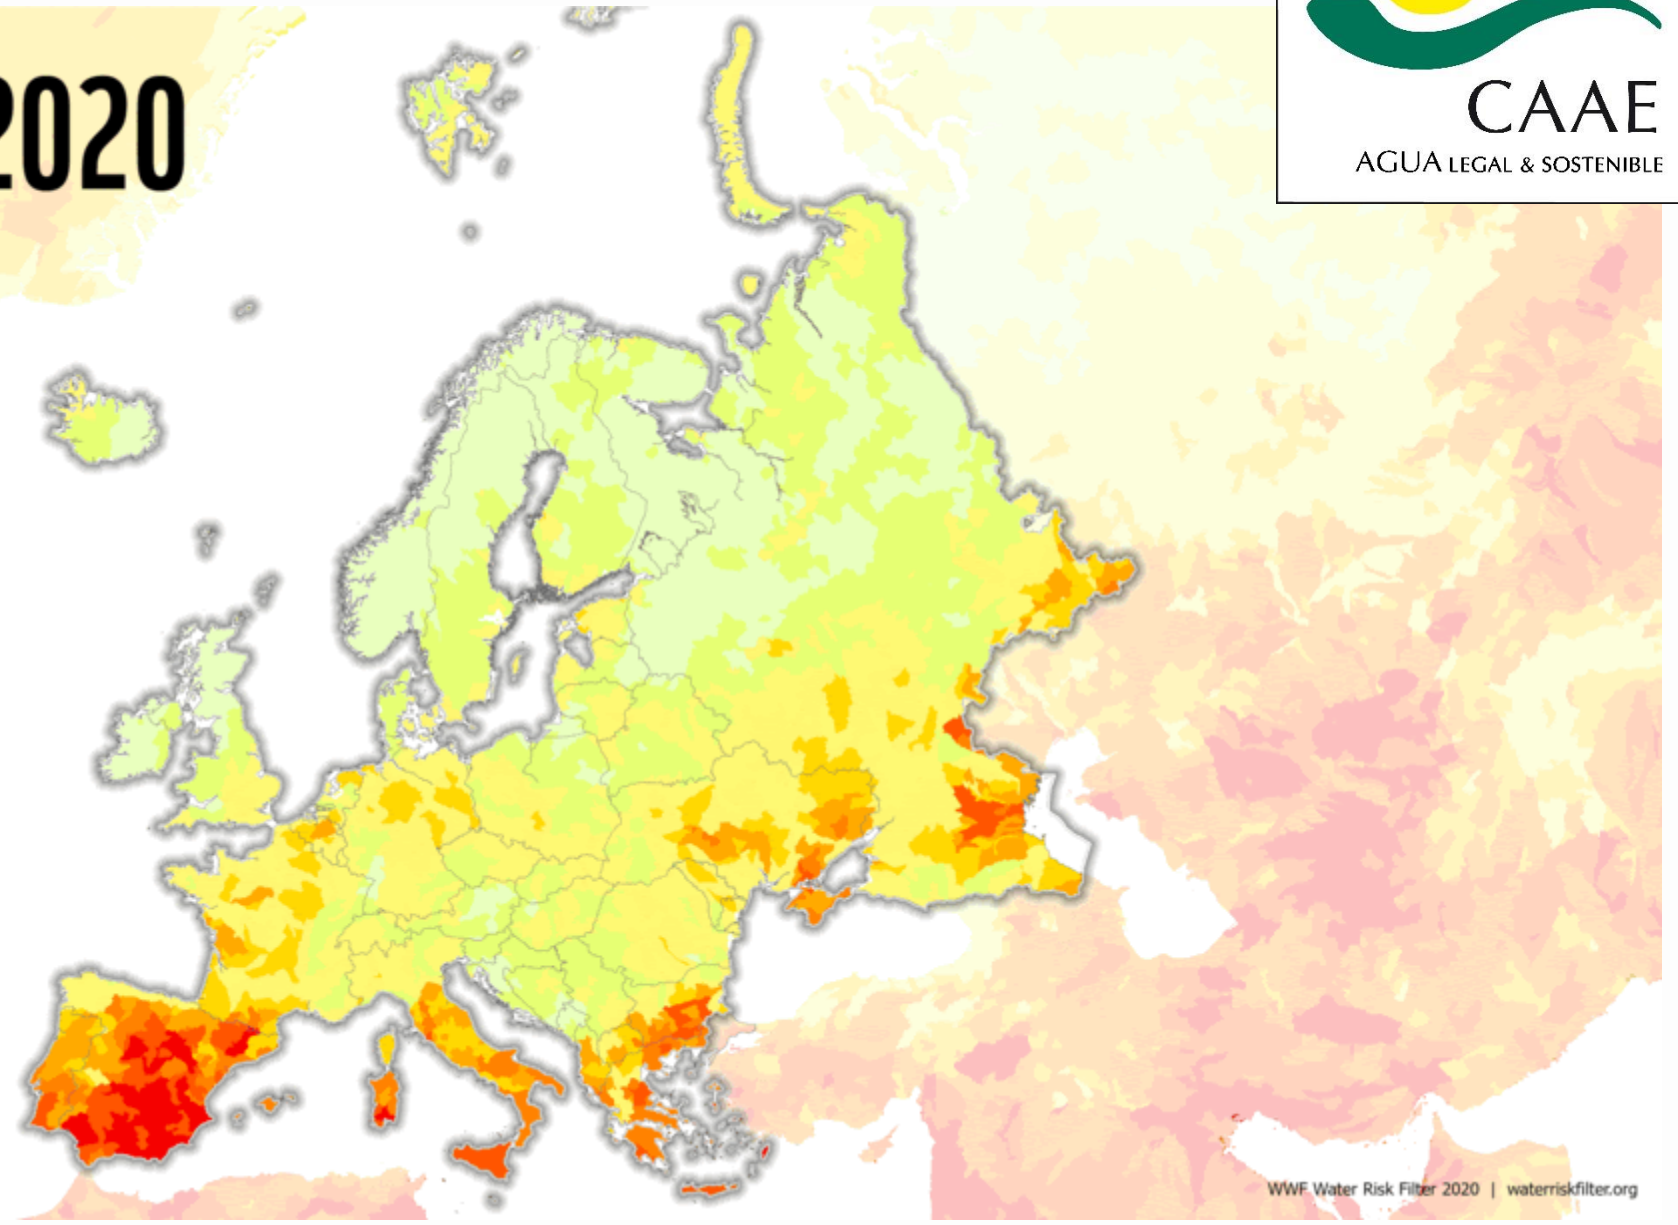 2020
CAAE
AGUA LEGAL & SOSTENIBLE
WWF Water Risk Filter 2020 | waterriskfilter.org